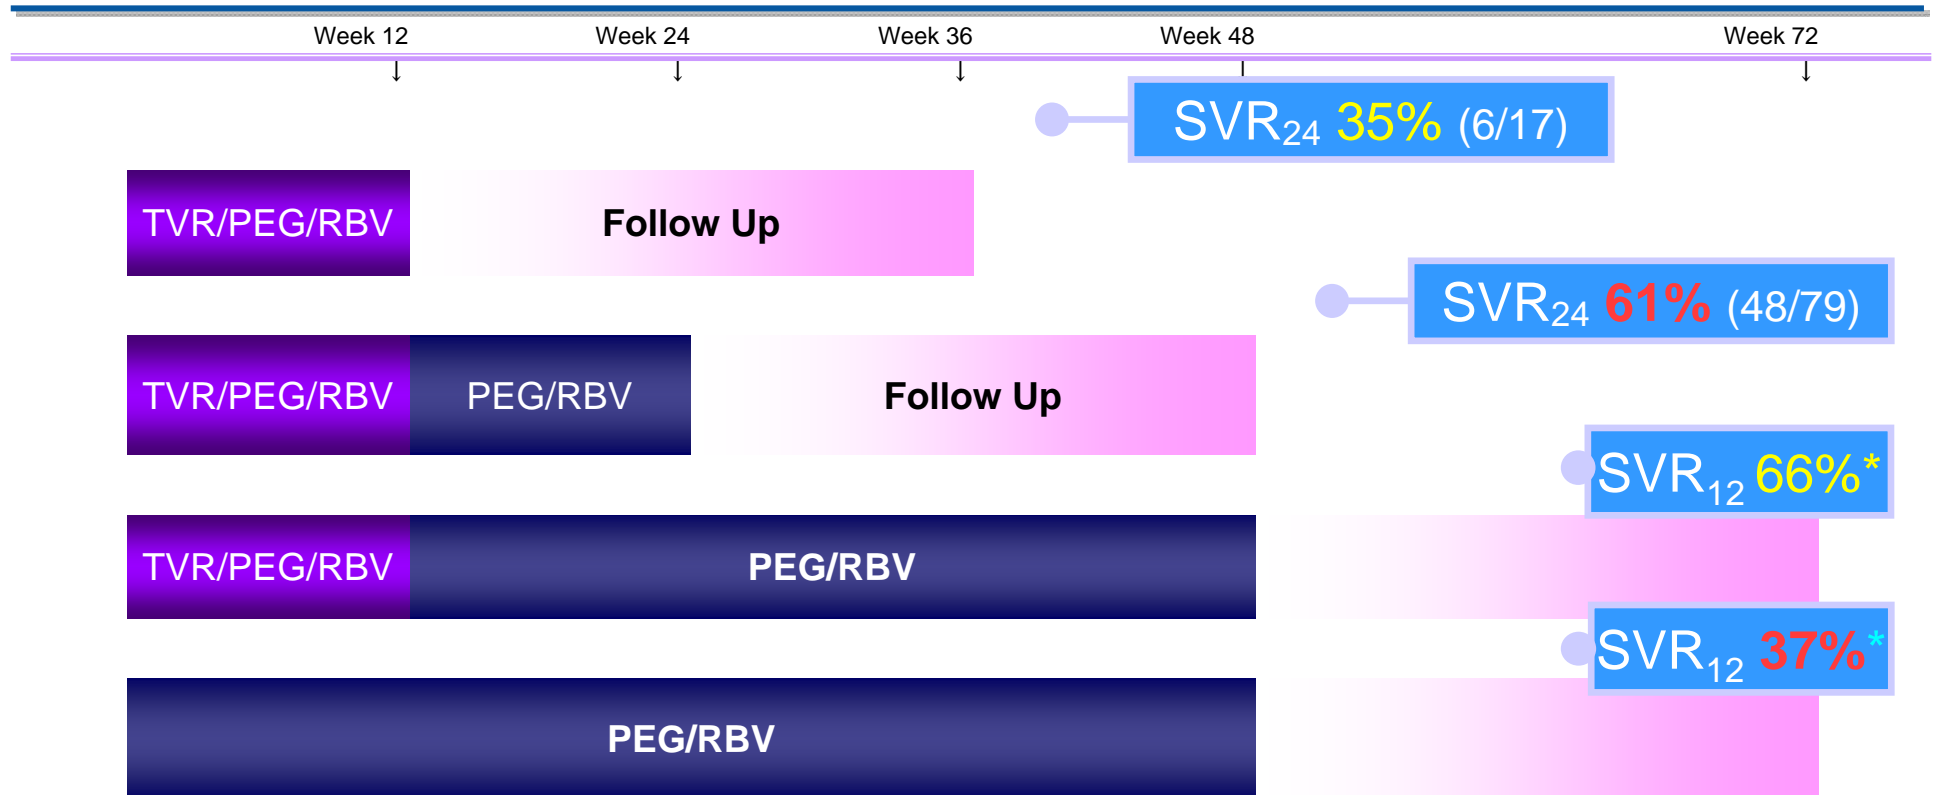 Week 12 Week 24 Week 36 Week 48 Week 72
SVR24 35% (6/17)
TVR/PEG/RBV Follow Up
SVR24 61% (48/79)
TVR/PEG/RBV PEG/RBV Follow Up
SVR12 66%*
TVR/PEG/RBV PEG/RBV
SVR12 37%*
PEG/RBV